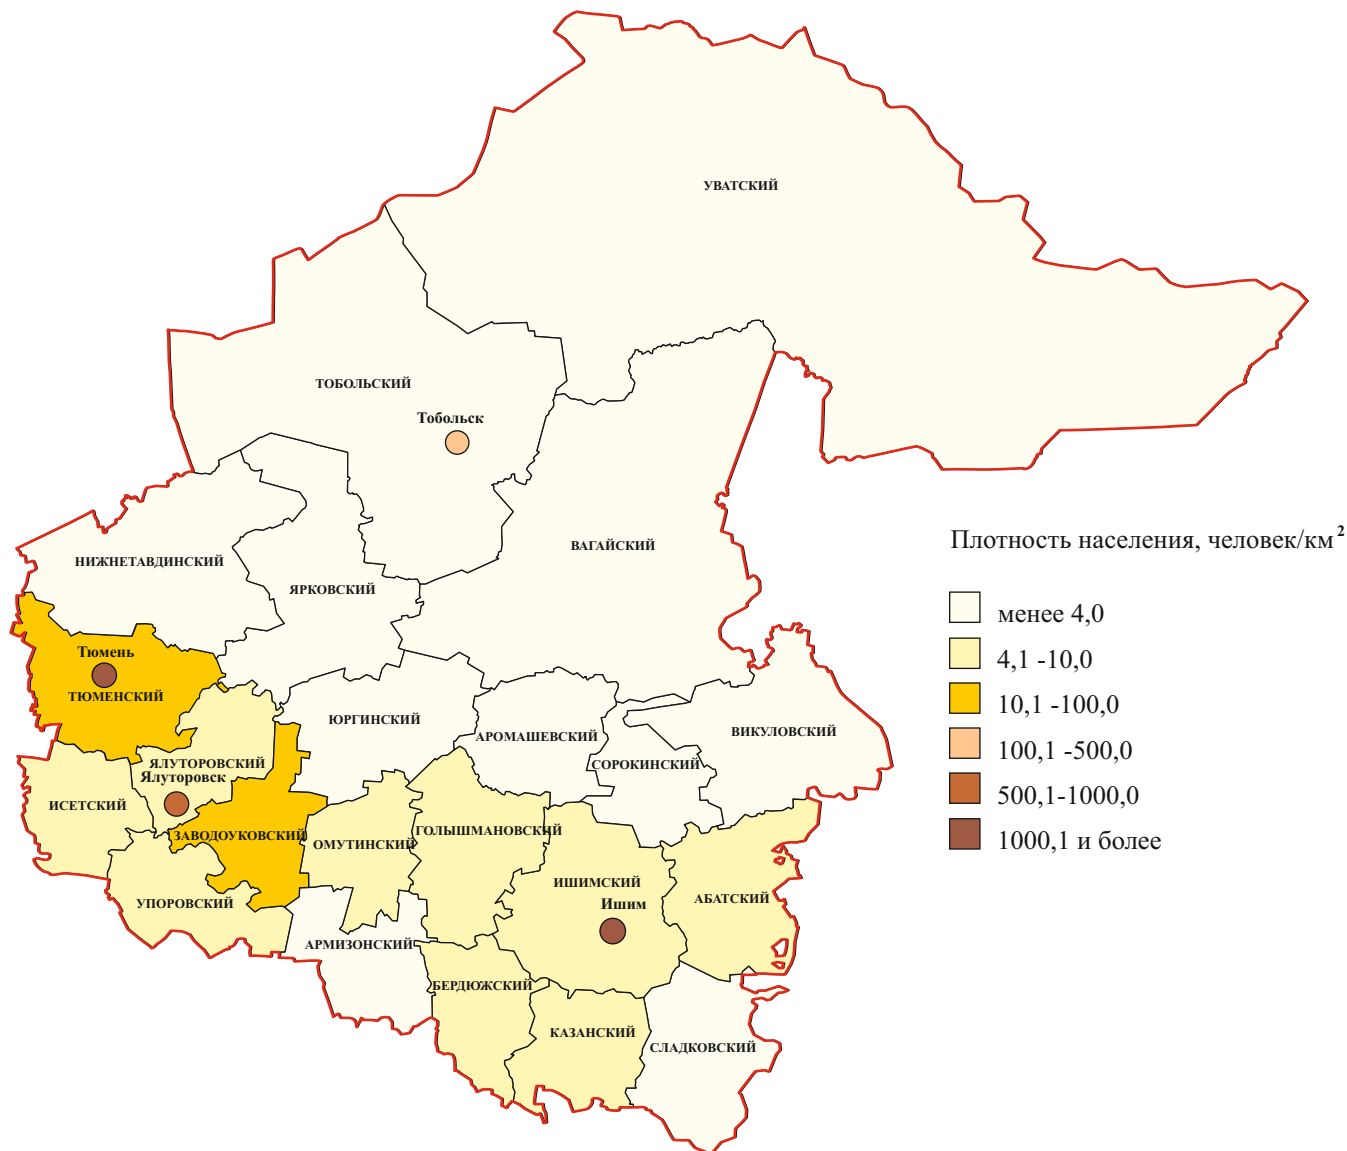 УВАТСКИЙ
ТОБОЛЬСКИЙ
Тобольск
ВАГАЙСКИЙ
НИЖНЕТАВДИНСКИЙ
ЯРКОВСКИЙ
Тюмень
ТЮМЕНСКИЙ
ЮРГИНСКИЙ
АРОМАШЕВСКИЙ
ВИКУЛОВСКИЙ
СОРОКИНСКИЙ
ЯЛУТОРОВСКИЙ
Ялуторовск
ИСЕТСКИЙ
ЗАВОДОУКОВСКИЙ
ОМУТИНСКИЙ
ГОЛЫШМАНОВСКИЙ
ИШИМСКИЙ
Ишим
АБАТСКИЙ
УПОРОВСКИЙ
АРМИЗОНСКИЙ
БЕРДЮЖСКИЙ
КАЗАНСКИЙ
СЛАДКОВСКИЙ
Плотность населения, человек/км²
менее 4,0
4,1 -10,0
10,1 -100,0
100,1 -500,0
500,1-1000,0
1000,1 и более